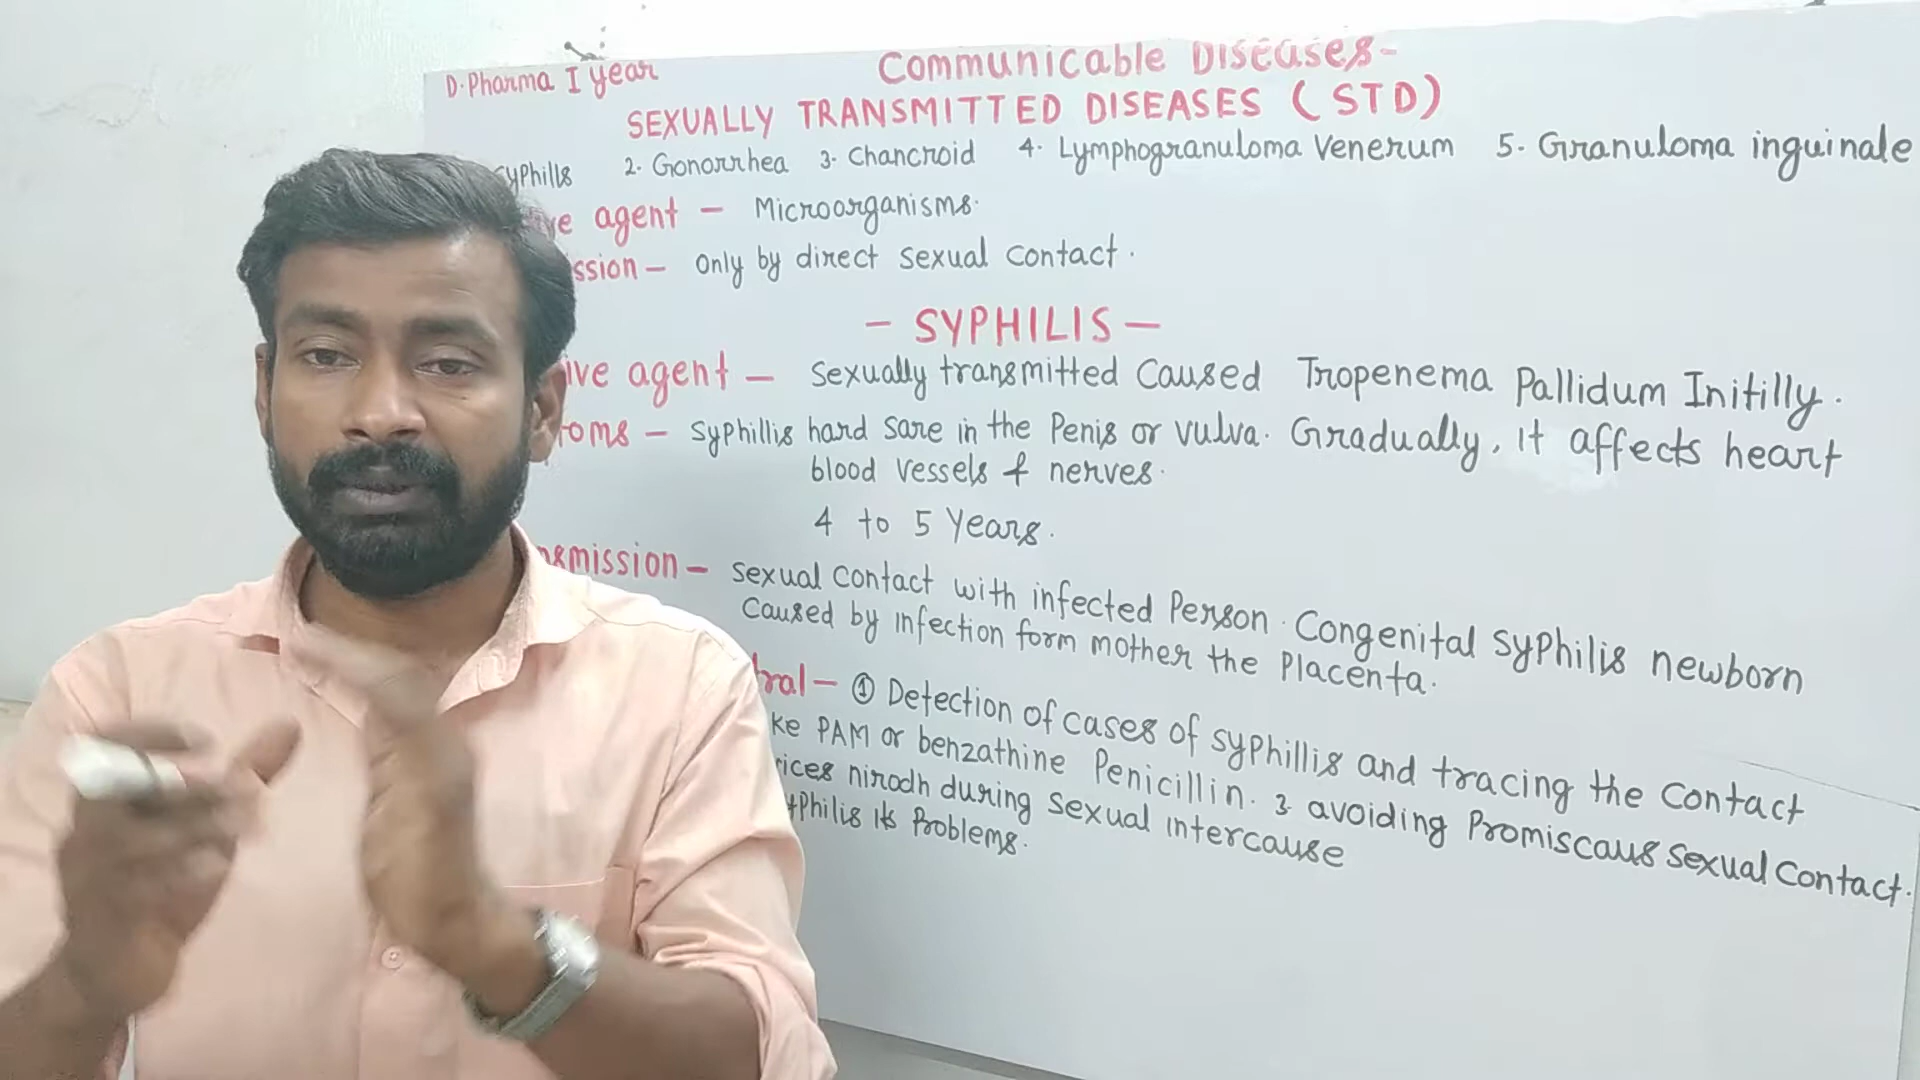 D. Pharma I year
Communicable Diseases-
SEXUALLY TRANSMITTED DISEASES (STD)
syphills 2. Gonorrhea 3. Chancroid 4. Lymphogranuloma Venerum 5. Granuloma inguinale
ive agent — Microorganisms.
ssion — only by direct sexual contact.
— SYPHILIS —
ive agent — sexually transmitted Caused Tropenema Pallidum Initilly.
toms — syphillis hard sare in the Penis or vulva. Gradually, it affects heart
blood vessels & nerves.
4 to 5 Years.
nsmission — sexual contact with infected Person. Congenital syphilis newborn
Caused by infection form mother the Placenta.
tral — ① Detection of cases of syphillis and tracing the contact
ke PAM or benzathine Penicillin. 3 avoiding Promiscaus sexual contact.
rices nirodh during sexual intercause
philis its Problems.